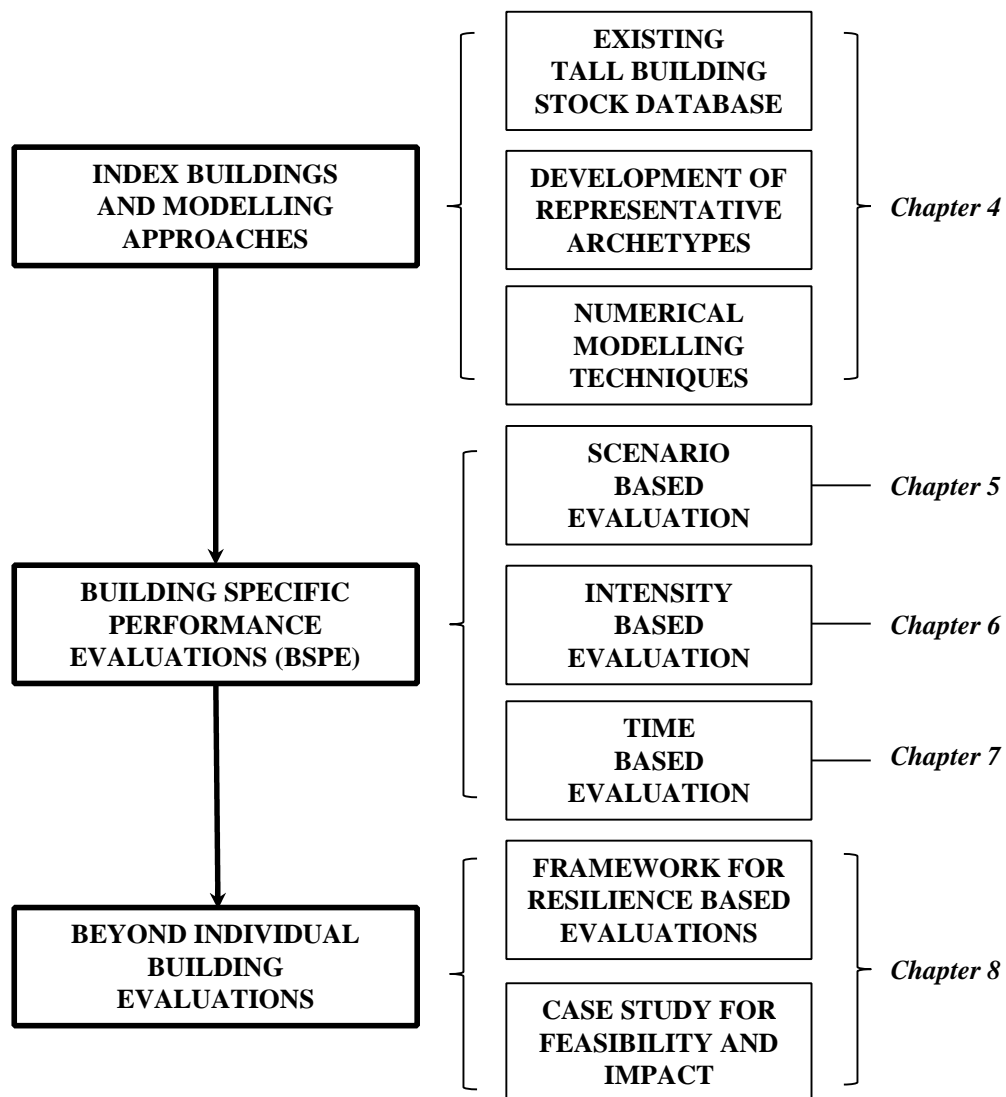 INDEX BUILDINGS
AND MODELLING
APPROACHES
EXISTING
TALL BUILDING
STOCK DATABASE
DEVELOPMENT OF
REPRESENTATIVE
ARCHETYPES
NUMERICAL
MODELLING
TECHNIQUES
Chapter 4
BUILDING SPECIFIC
PERFORMANCE
EVALUATIONS (BSPE)
SCENARIO
BASED
EVALUATION
Chapter 5
INTENSITY
BASED
EVALUATION
Chapter 6
TIME
BASED
EVALUATION
Chapter 7
BEYOND INDIVIDUAL
BUILDING
EVALUATIONS
FRAMEWORK FOR
RESILIENCE BASED
EVALUATIONS
CASE STUDY FOR
FEASIBILITY AND
IMPACT
Chapter 8